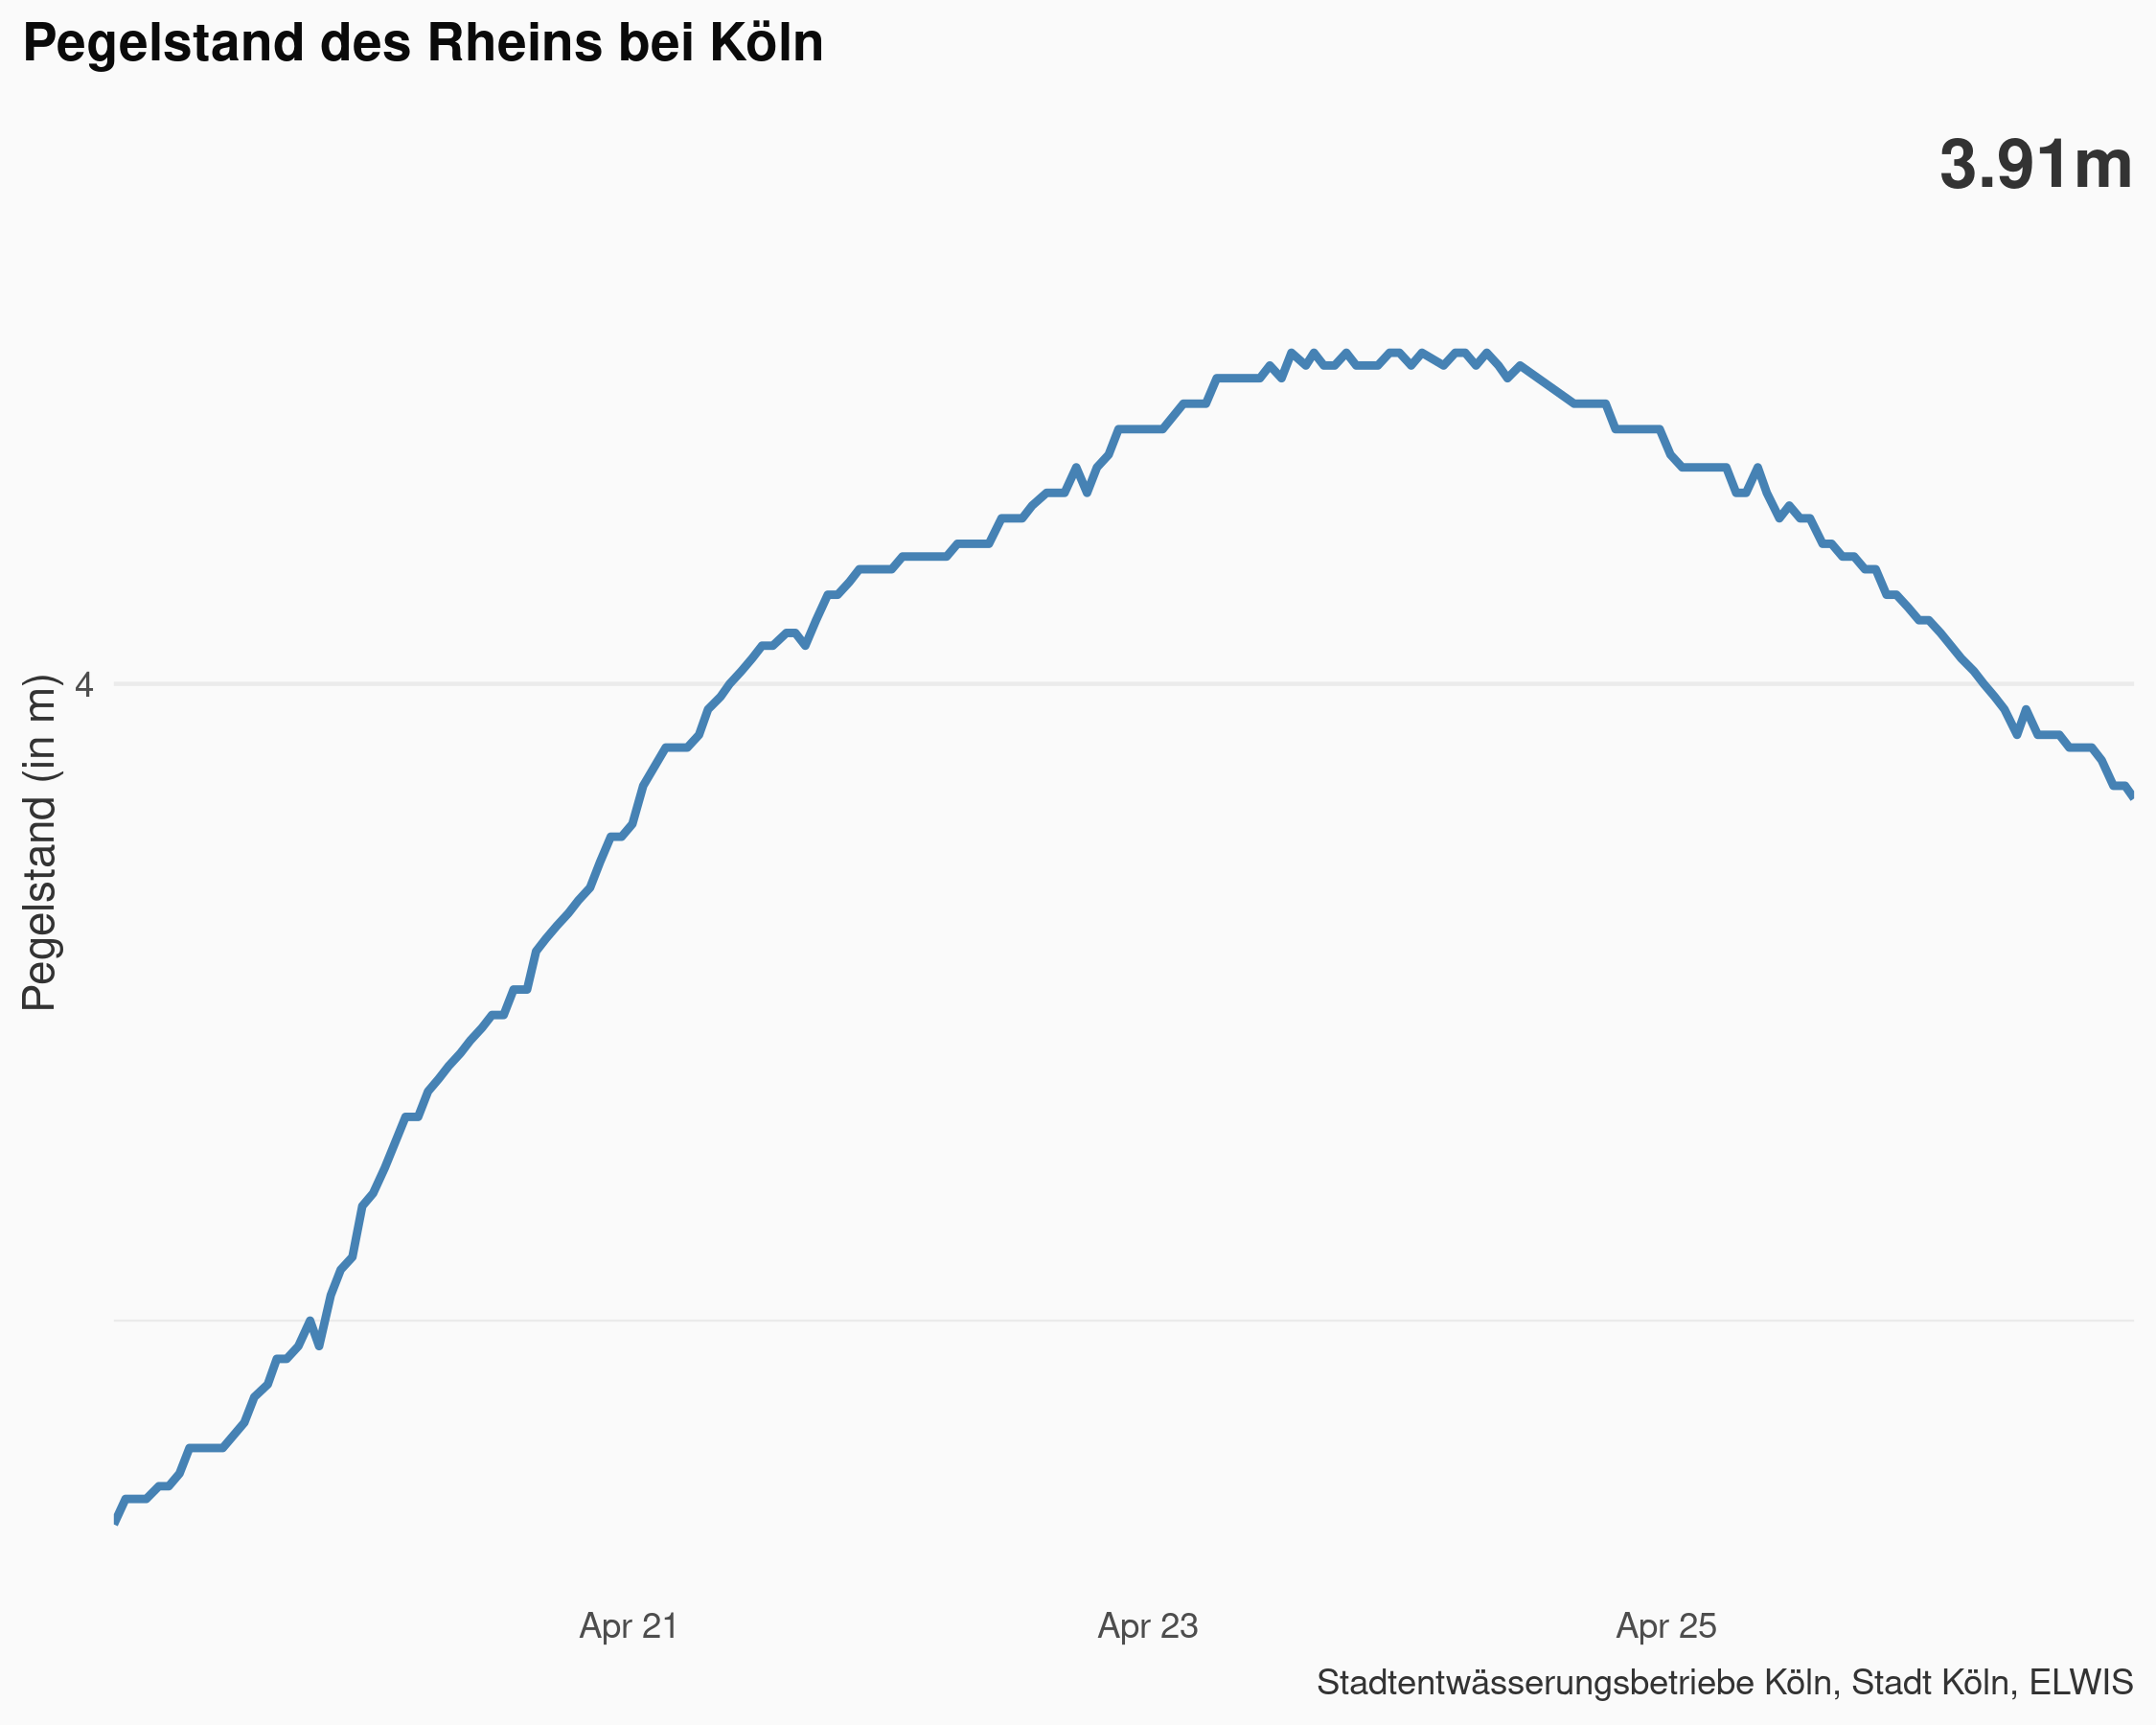 Pegelstand des Rheins bei Köln
3.91m
Pegelstand (in m)
4
Apr 21
Apr 23
Apr 25
Stadtentwässerungsbetriebe Köln, Stadt Köln, ELWIS